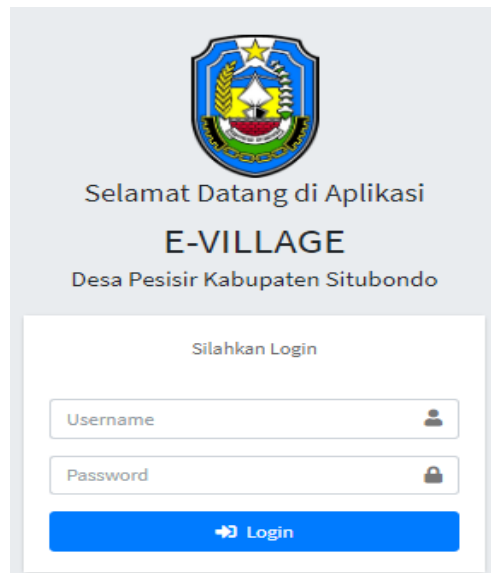 Selamat Datang di Aplikasi
E-VILLAGE
Desa Pesisir Kabupaten Situbondo
Silahkan Login
Username
Password
Login